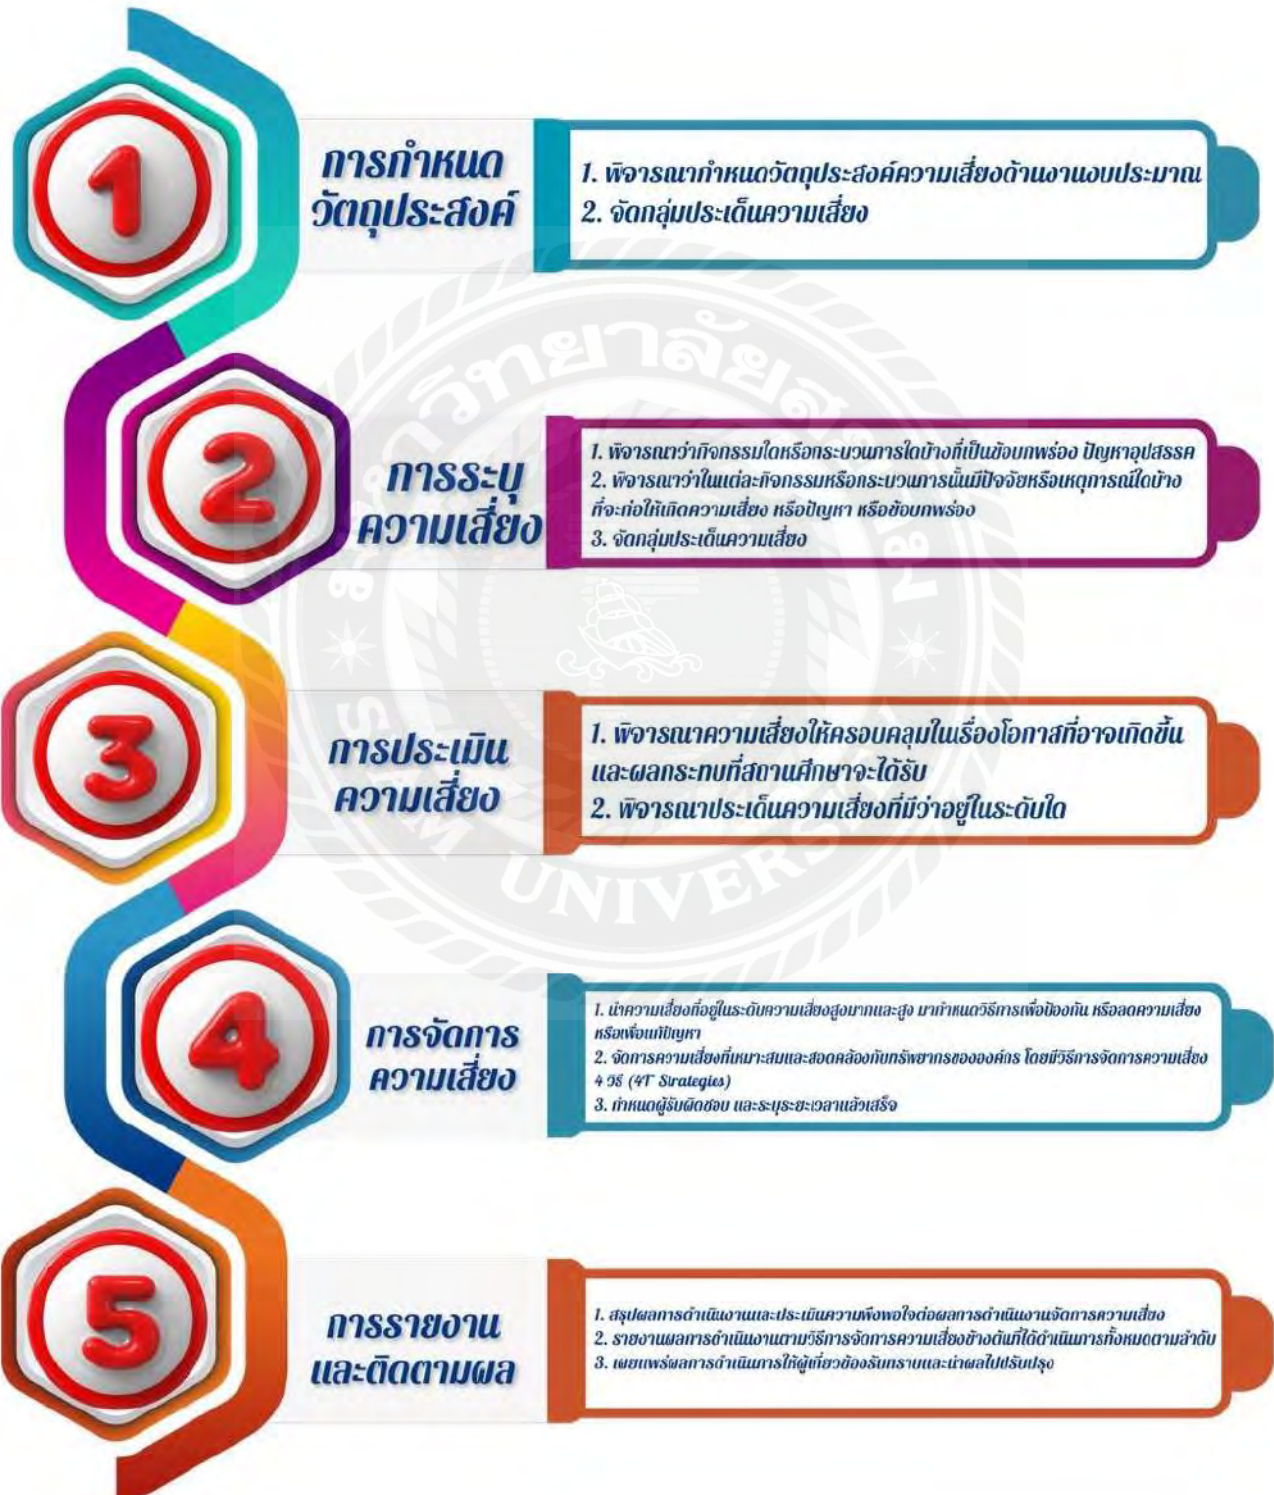 1
การกำหนด
วัตถุประสงค์
1. พิจารณากำหนดวัตถุประสงค์ความเสี่ยงด้านงานงบประมาณ
2. จัดกลุ่มประเด็นความเสี่ยง
2
การระบุ
ความเสี่ยง
1. พิจารณาว่ากิจกรรมใดหรือกระบวนการใดบ้างที่เป็นข้อบกพร่อง ปัญหาอุปสรรค
2. พิจารณาว่าในแต่ละกิจกรรมหรือกระบวนการนั้นมีปัจจัยหรือเหตุการณ์ใดบ้าง
ที่จะก่อให้เกิดความเสี่ยง หรือปัญหา หรือข้อบกพร่อง
3. จัดกลุ่มประเด็นความเสี่ยง
3
การประเมิน
ความเสี่ยง
1. พิจารณาความเสี่ยงให้ครอบคลุมในเรื่องโอกาสที่อาจเกิดขึ้น
และผลกระทบที่สถานศึกษาจะได้รับ
2. พิจารณาประเด็นความเสี่ยงที่มีว่าอยู่ในระดับใด
4
การจัดการ
ความเสี่ยง
1. นำความเสี่ยงที่อยู่ในระดับความเสี่ยงสูงมากและสูง มากำหนดวิธีการเพื่อป้องกัน หรือลดความเสี่ยง
หรือเพื่อแก้ปัญหา
2. จัดการความเสี่ยงที่เหมาะสมและสอดคล้องกับทรัพยากรขององค์กร โดยมีวิธีการจัดการความเสี่ยง
4 วิธี (4T Strategies)
3. กำหนดผู้รับผิดชอบ และระบุระยะเวลาแล้วเสร็จ
5
การรายงาน
และติดตามผล
1. สรุปผลการดำเนินงานและประเมินความพึงพอใจต่อผลการดำเนินงานจัดการความเสี่ยง
2. รายงานผลการดำเนินงานตามวิธีการจัดการความเสี่ยงข้างต้นที่ได้ดำเนินการทั้งหมดตามลำดับ
3. เผยแพร่ผลการดำเนินการให้ผู้เกี่ยวข้องรับทราบและนำผลไปปรับปรุง
มหาวิทยาลัยสยาม
SIAM UNIVERSITY